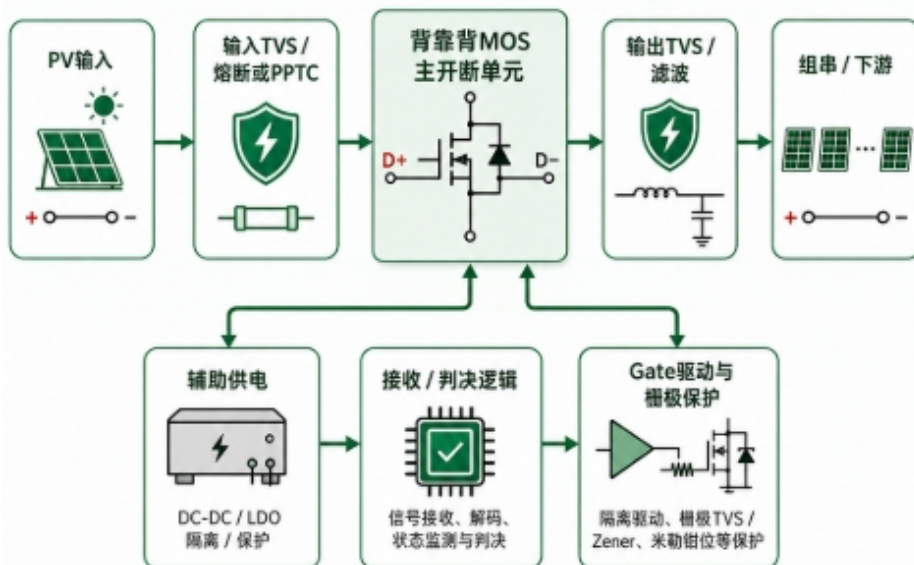 PV输入
+ -
输入TVS /
熔断或PPTC
背靠背MOS
主开断单元
D+ D-
输出TVS /
滤波
组串 / 下游
...
+ -
辅助供电
DC-DC / LDO
隔离 / 保护
接收 / 判决逻辑
信号接收、解码、
状态监测与判决
Gate驱动与
栅极保护
隔离驱动、栅极TVS /
Zener、米勒钳位等保护